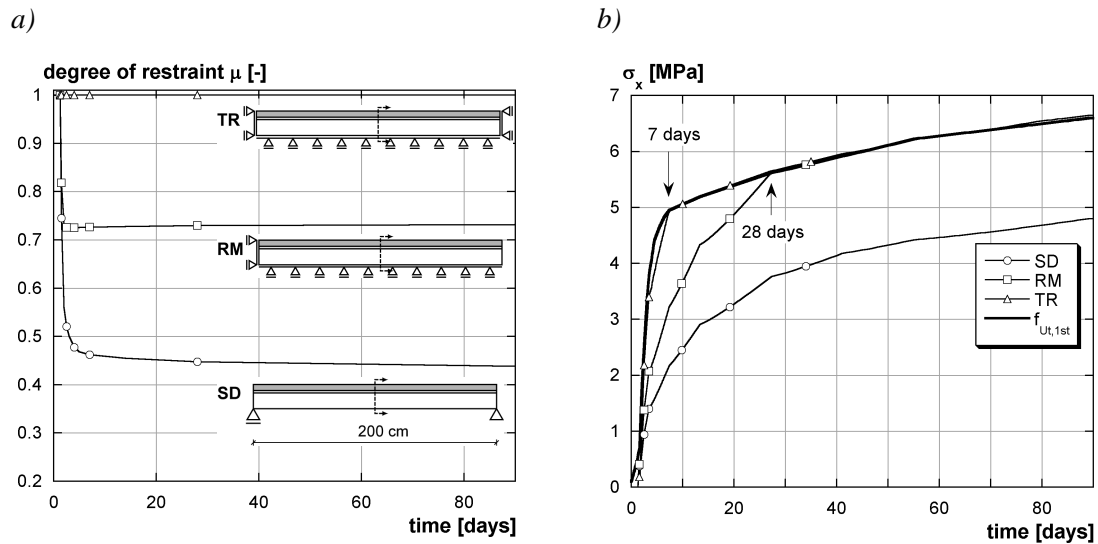 a)
degree of restraint μ [-]
1
0.9
0.8
0.7
0.6
0.5
0.4
0.3
0.2
0
20
40
60
80
time [days]
TR
RM
SD
200 cm
b)
σx [MPa]
7
6
5
4
3
2
1
0
0
20
40
60
80
time [days]
7 days
28 days
SD
RM
TR
fUt,1st